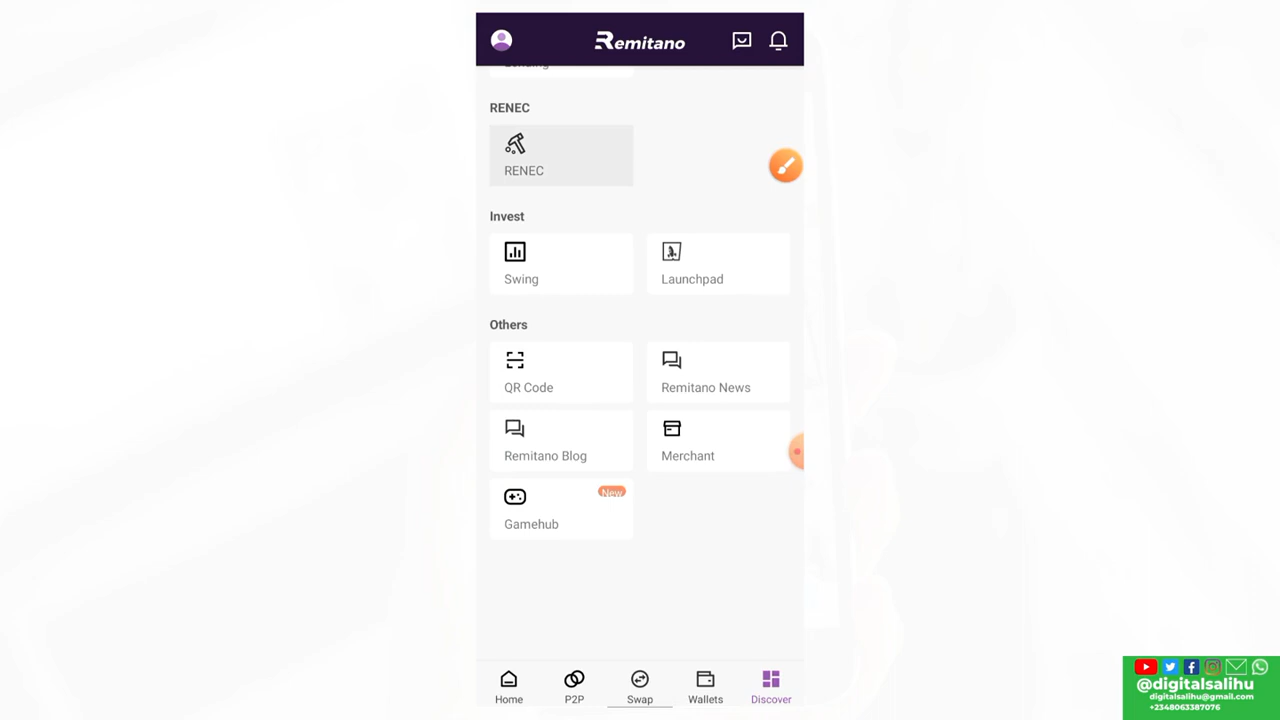 Remitano
Lending
RENEC
RENEC
Invest
Swing
Launchpad
Others
QR Code
Remitano News
Remitano Blog
Merchant
New
Gamehub
Home
P2P
Swap
Wallets
Discover
@digitalsalihu
digitalsalihu@gmail.com
+2348063387076